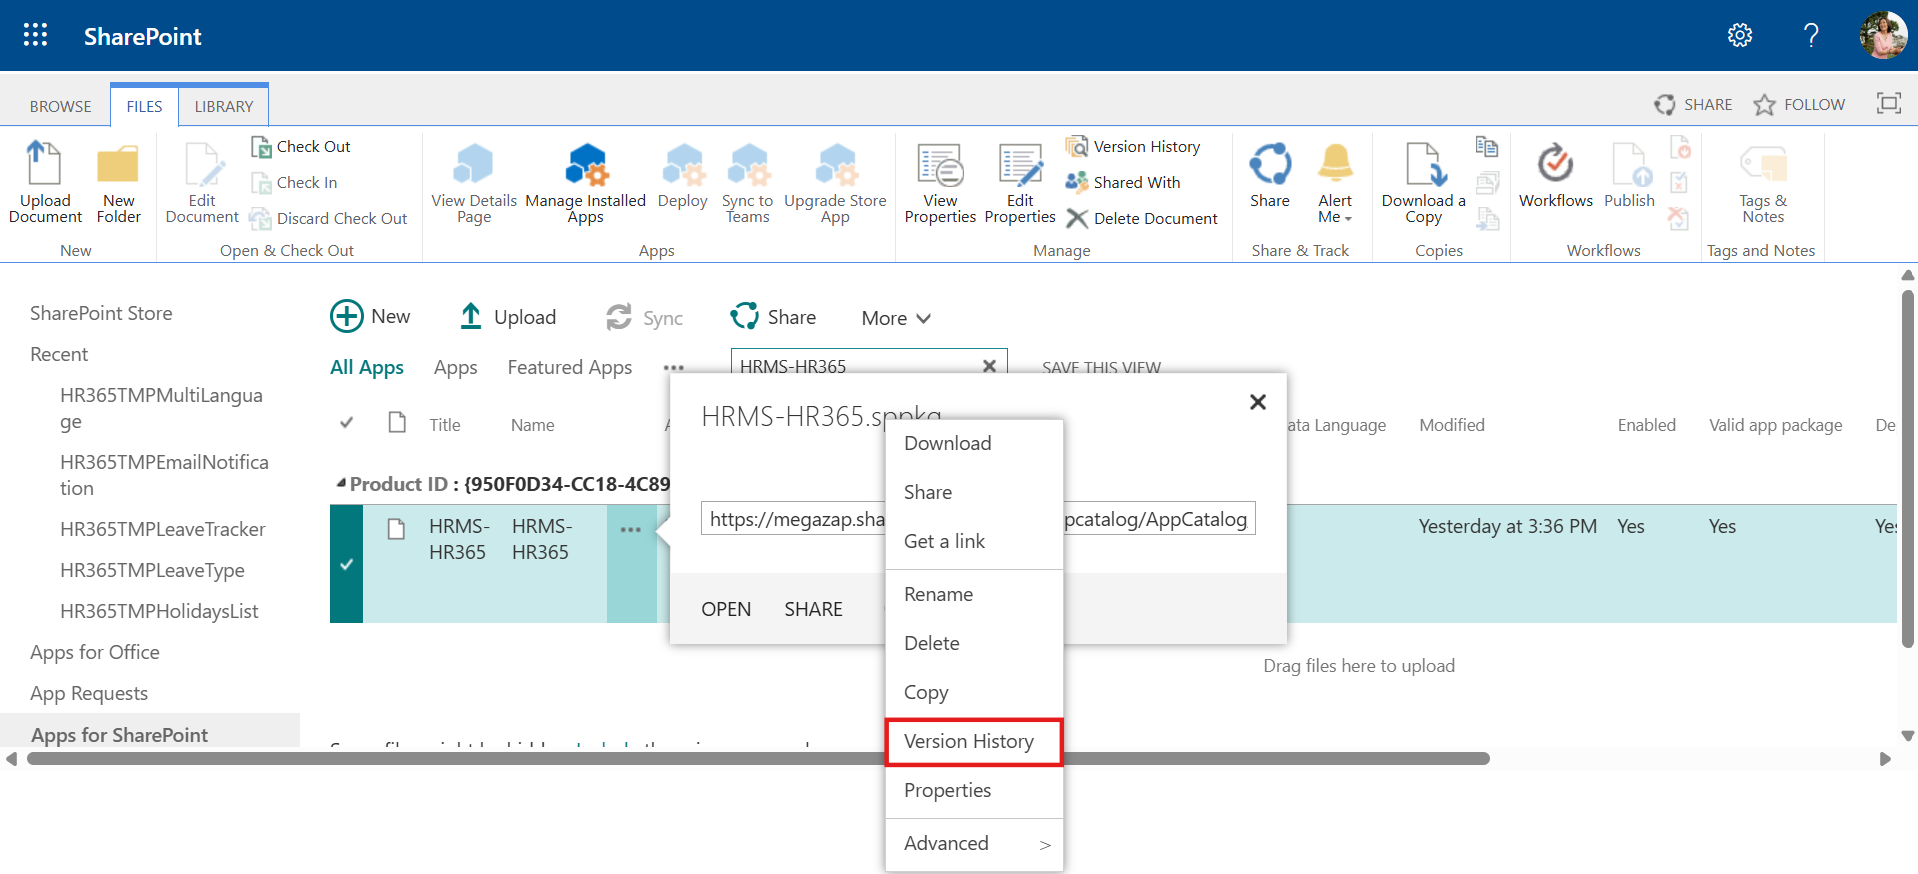 SharePoint
?
BROWSE
FILES
LIBRARY
SHARE
FOLLOW
Upload
Document
New
Folder
New
Edit
Document
Check Out
Check In
Discard Check Out
Open & Check Out
View Details
Page
Manage Installed
Apps
Deploy
Sync to
Teams
Upgrade Store
App
Apps
View
Properties
Edit
Properties
Version History
Shared With
Delete Document
Manage
Share
Alert
Me
Share & Track
Download a
Copy
Copies
Workflows
Publish
Workflows
Tags &
Notes
Tags and Notes
SharePoint Store
Recent
HR365TMPMultiLangua
ge
HR365TMPEmailNotifica
tion
HR365TMPLeaveTracker
HR365TMPLeaveType
HR365TMPHolidaysList
Apps for Office
App Requests
Apps for SharePoint
New
Upload
Sync
Share
More
All Apps
Apps
Featured Apps
•••
HRMS-HR365
SAVE THIS VIEW
Title
Name
ata Language
Modified
Enabled
Valid app package
De
Product ID : {950F0D34-CC18-4C89
HRMS-
HR365
HRMS-
HR365
•••
Yesterday at 3:36 PM
Yes
Yes
Yes
HRMS-HR365.sppkg
https://megazap.sha
pcatalog/AppCatalog
OPEN
SHARE
Download
Share
Get a link
Rename
Delete
Copy
Version History
Properties
Advanced >
Drag files here to upload